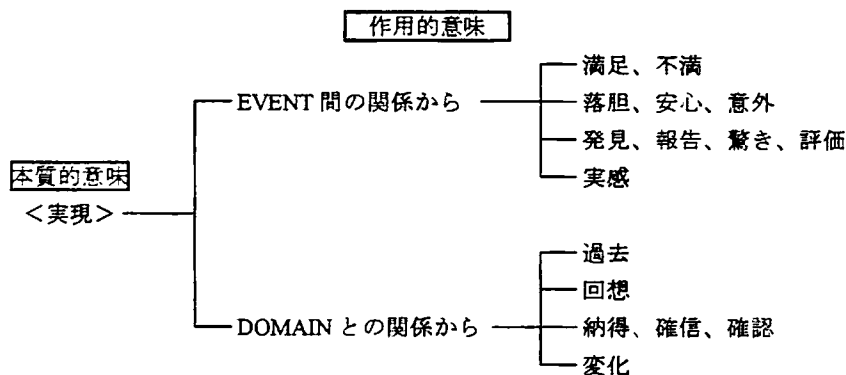 作用的意味
満足、不満
EVENT 間の関係から
落胆、安心、意外
発見、報告、驚き、評価
実感
本質的意味
＜実現＞
過去
回想
DOMAIN との関係から
納得、確信、確認
変化